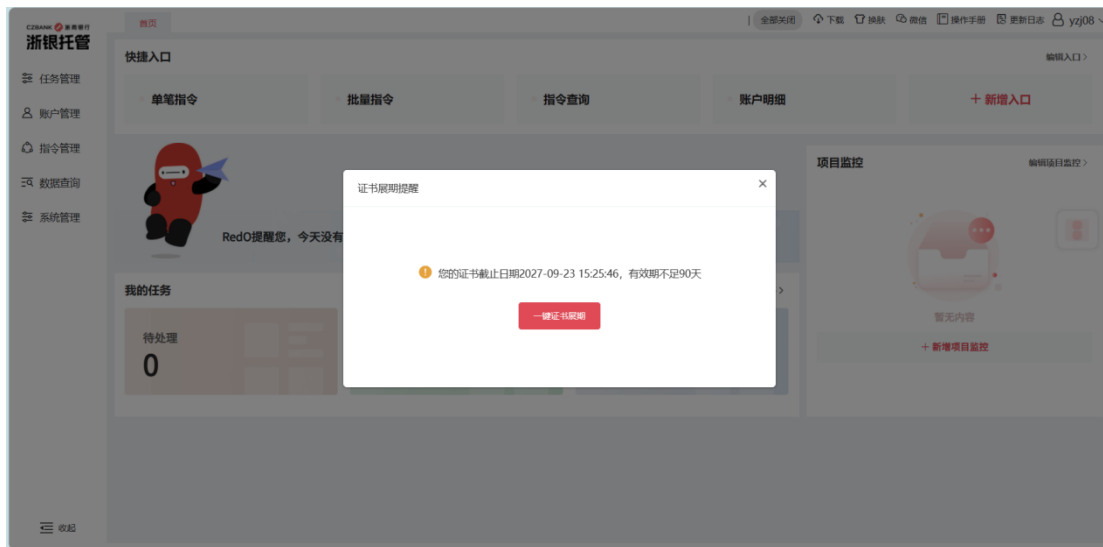 CZBANK 浙商银行
浙银托管
首页
全部关闭 下载 换肤 微信 操作手册 更新日志 yzj08
任务管理
账户管理
指令管理
数据查询
系统管理
收起
快捷入口
编辑入口 >
单笔指令
批量指令
指令查询
账户明细
+ 新增入口
RedO提醒您，今天没有
我的任务
待处理
0
项目监控
编辑项目监控 >
暂无内容
+ 新增项目监控
证书展期提醒
您的证书截止日期2027-09-23 15:25:46，有效期不足90天
一键证书展期